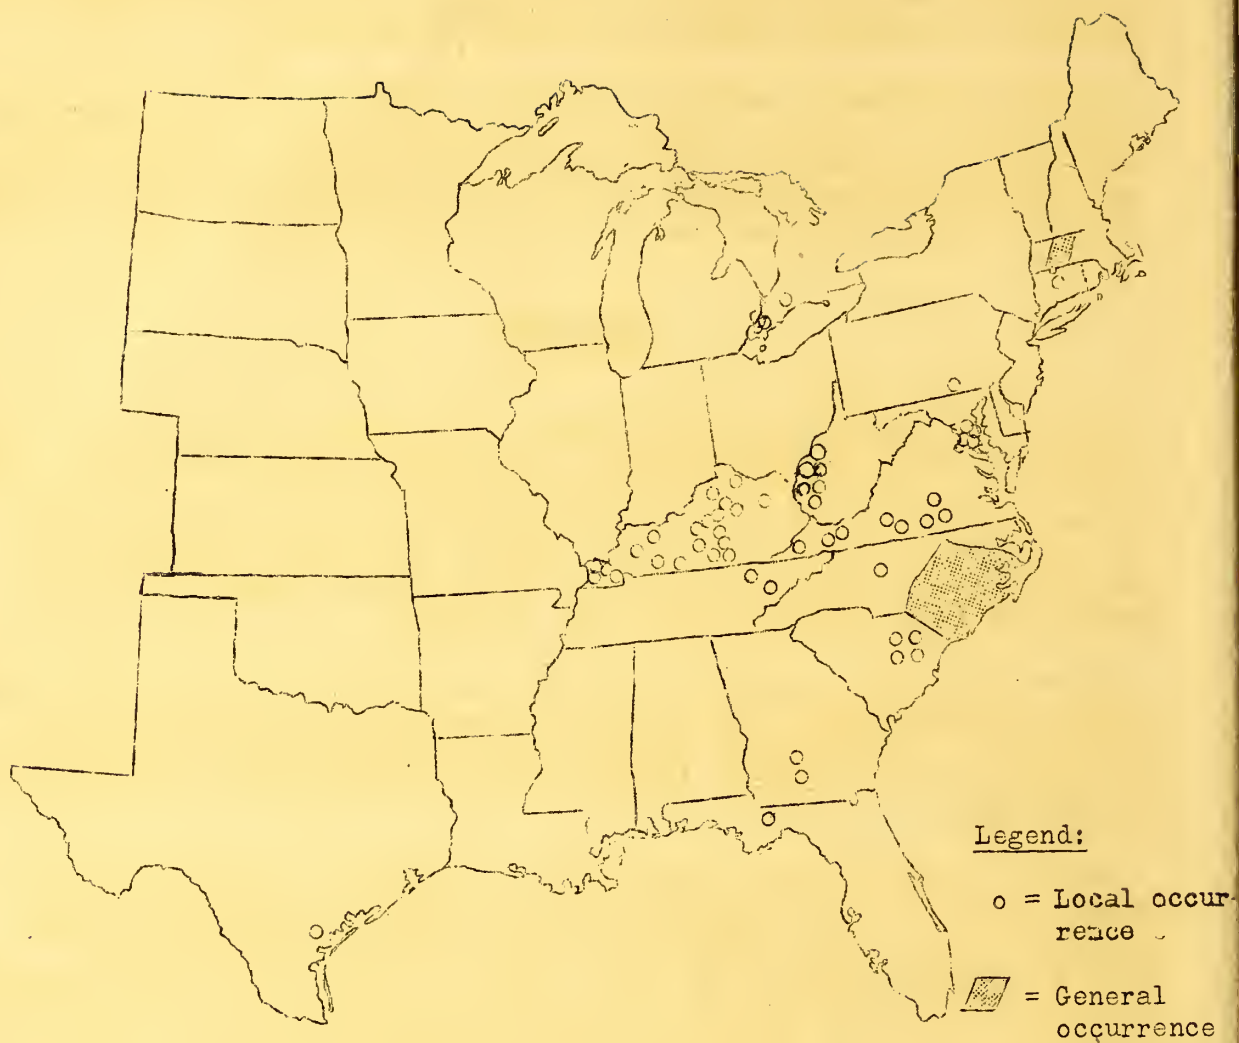 Legend:
o = Local occur-
rence
= General
occurrence